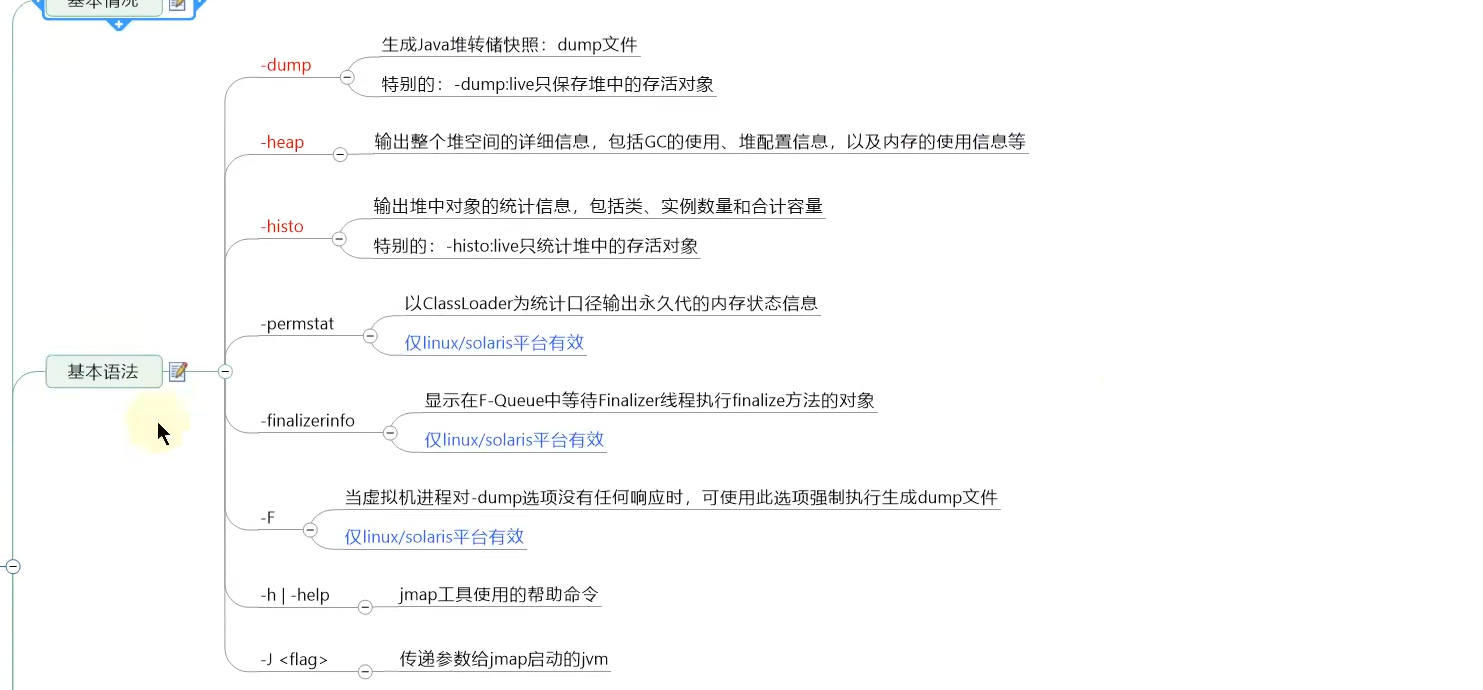 基本情况
-dump
生成Java堆转储快照：dump文件
特别的：-dump:live只保存堆中的存活对象
-heap
输出整个堆空间的详细信息，包括GC的使用、堆配置信息，以及内存的使用信息等
-histo
输出堆中对象的统计信息，包括类、实例数量和合计容量
特别的：-histo:live只统计堆中的存活对象
-permstat
以ClassLoader为统计口径输出永久代的内存状态信息
仅linux/solaris平台有效
基本语法
-finalizerinfo
显示在F-Queue中等待Finalizer线程执行finalize方法的对象
仅linux/solaris平台有效
-F
当虚拟机进程对-dump选项没有任何响应时，可使用此选项强制执行生成dump文件
仅linux/solaris平台有效
-h | -help
jmap工具使用的帮助命令
-J <flag>
传递参数给jmap启动的jvm